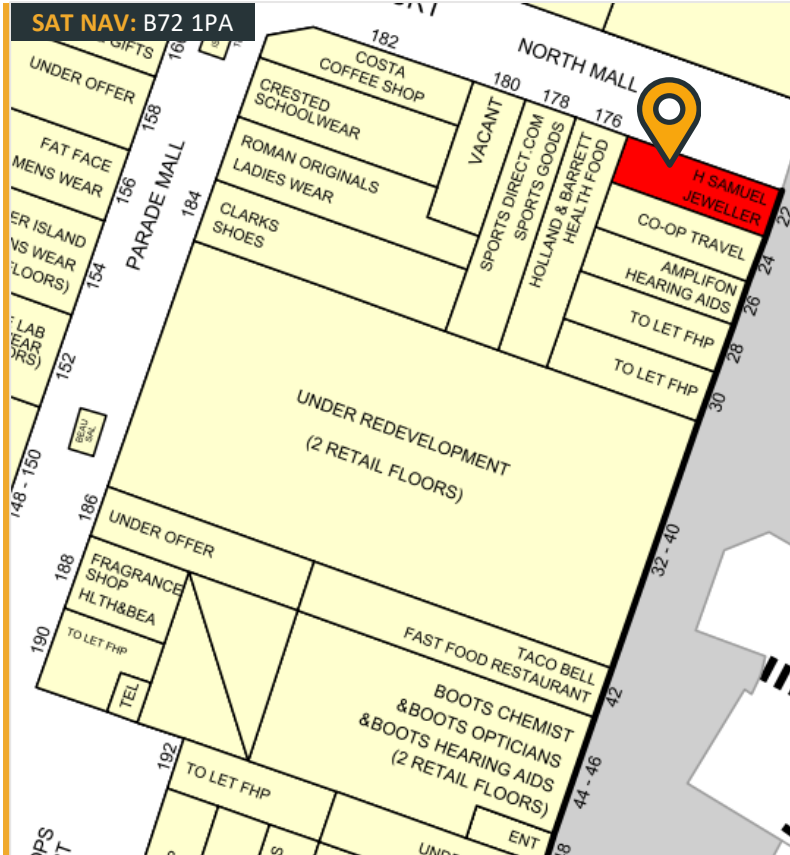 SAT NAV: B72 1PA
GIFTS
UNDER OFFER
158
FAT FACE
MENS WEAR
156
154
152
148 - 150
PARADE MALL
NORTH MALL
182
COSTA
COFFEE SHOP
CRESTED
SCHOOLWEAR
ROMAN ORIGINALS
LADIES WEAR
184
CLARKS
SHOES
180
VACANT
178
SPORTS DIRECT.COM
SPORTS GOODS
176
HOLLAND & BARRETT
HEALTH FOOD
H SAMUEL
JEWELLER
22
CO-OP TRAVEL
24
AMPLIFON
HEARING AIDS
26
TO LET FHP
28
TO LET FHP
30
UNDER REDEVELOPMENT
(2 RETAIL FLOORS)
32 - 40
BEAU
SAL
186
UNDER OFFER
188
FRAGRANCE
SHOP
HLTH&BEA
190
TO LET FHP
TEL
TACO BELL
FAST FOOD RESTAURANT
42
BOOTS CHEMIST
&BOOTS OPTICIANS
&BOOTS HEARING AIDS
(2 RETAIL FLOORS)
44 - 46
ENT
192
TO LET FHP